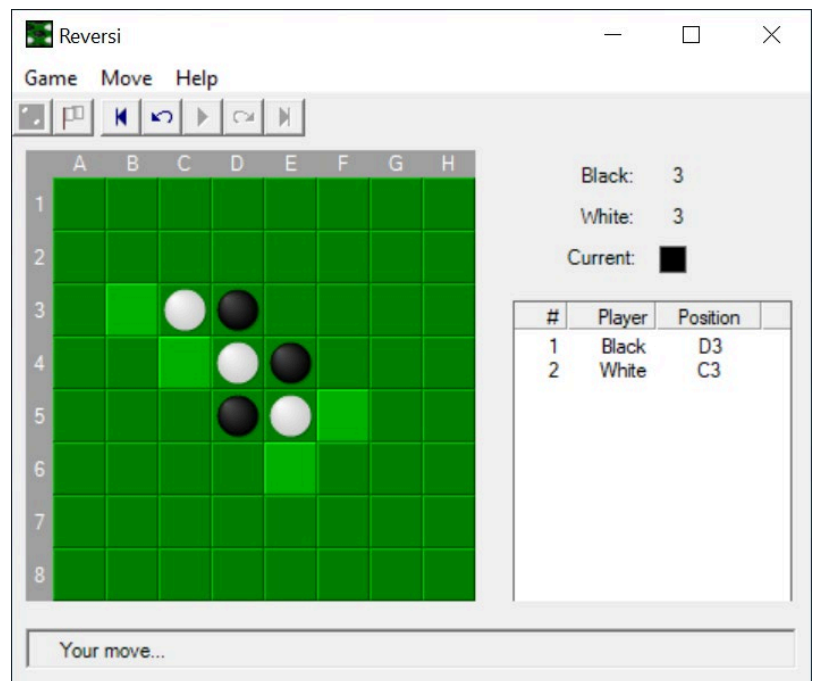 Reversi
Game Move Help
A B C D E F G H
1
2
3
4
5
6
7
8
Black: 3
White: 3
Current:
# Player Position
1 Black D3
2 White C3
Your move...